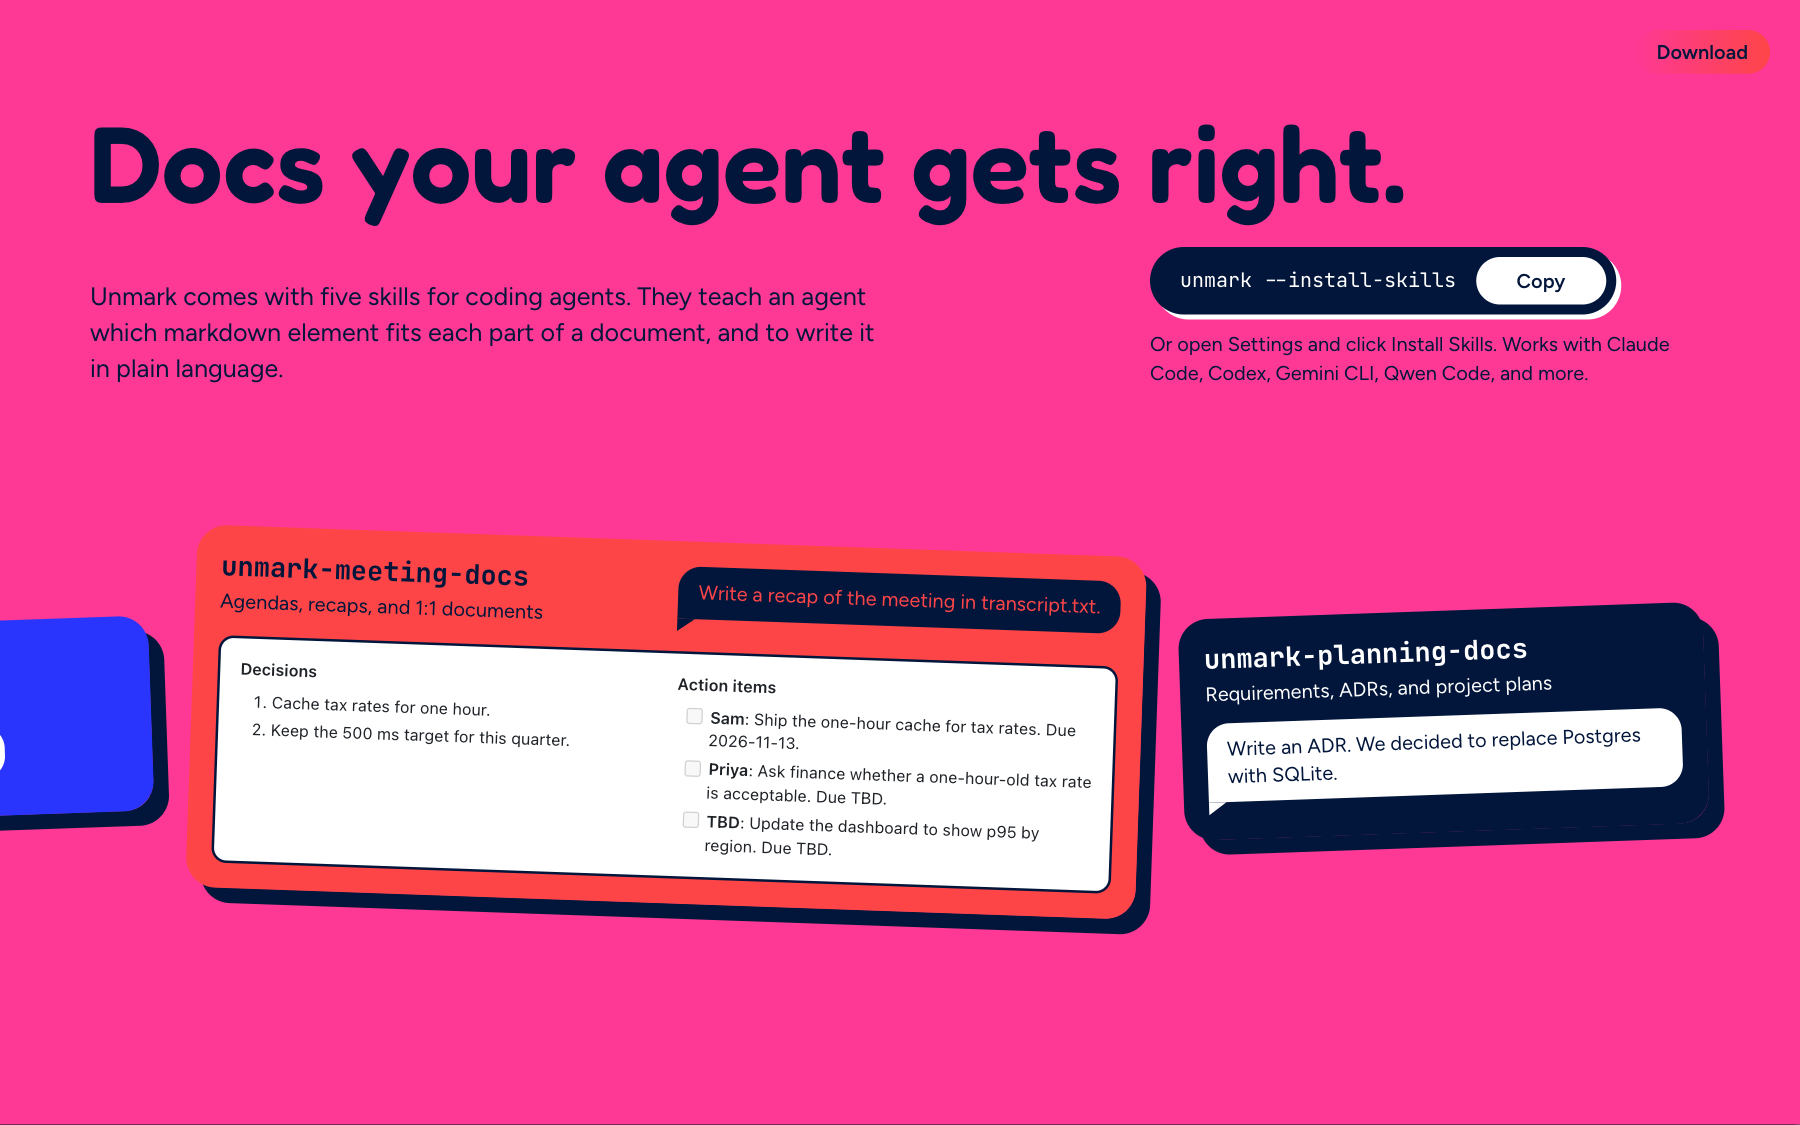 Download
Docs your agent gets right.
Unmark comes with five skills for coding agents. They teach an agent
which markdown element fits each part of a document, and to write it
in plain language.
unmark --install-skills
Copy
Or open Settings and click Install Skills. Works with Claude
Code, Codex, Gemini CLI, Qwen Code, and more.
unmark-meeting-docs
Agendas, recaps, and 1:1 documents
Write a recap of the meeting in transcript.txt.
Decisions
1. Cache tax rates for one hour.
2. Keep the 500 ms target for this quarter.
Action items
Sam: Ship the one-hour cache for tax rates. Due
2026-11-13.
Priya: Ask finance whether a one-hour-old tax rate
is acceptable. Due TBD.
TBD: Update the dashboard to show p95 by
region. Due TBD.
unmark-planning-docs
Requirements, ADRs, and project plans
Write an ADR. We decided to replace Postgres
with SQLite.